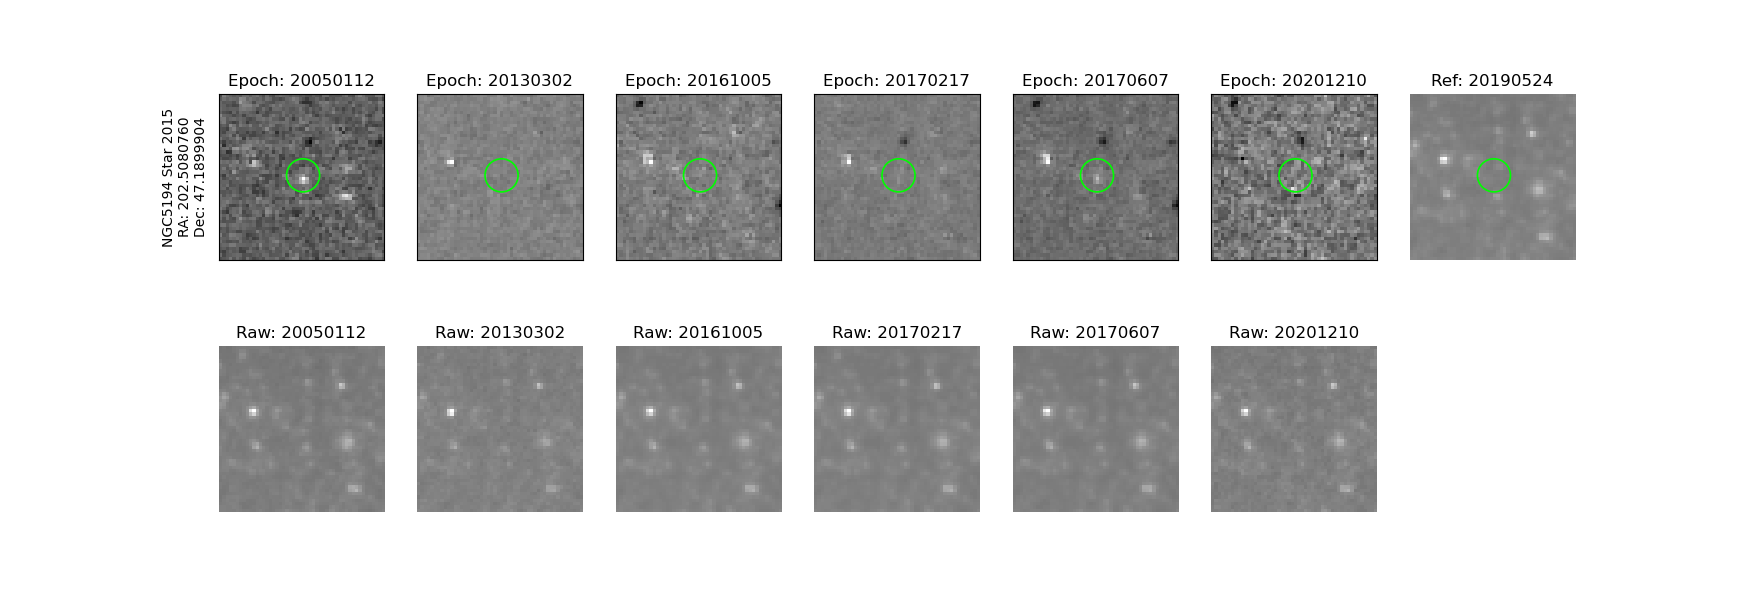 NGC5194 Star 2015
RA: 202.5080760
Dec: 47.1899904
Epoch: 20050112
Epoch: 20130302
Epoch: 20161005
Epoch: 20170217
Epoch: 20170607
Epoch: 20201210
Ref: 20190524
Raw: 20050112
Raw: 20130302
Raw: 20161005
Raw: 20170217
Raw: 20170607
Raw: 20201210